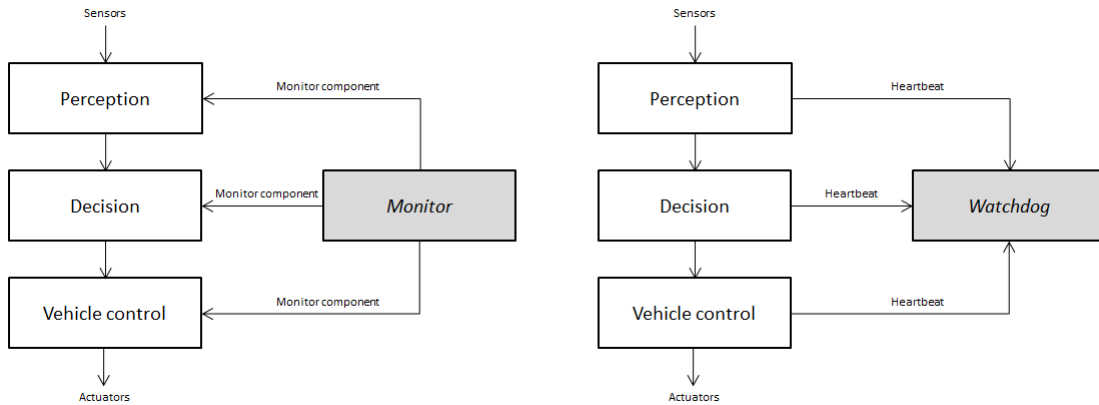 Sensors
Perception
Monitor component
Decision
Monitor component
Monitor
Vehicle control
Monitor component
Actuators
Sensors
Perception
Heartbeat
Decision
Heartbeat
Watchdog
Vehicle control
Heartbeat
Actuators